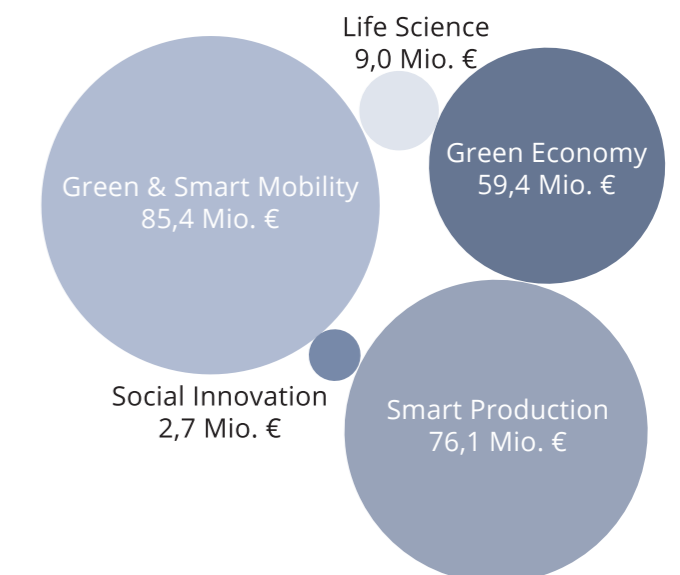 Life Science
9,0 Mio. €
Green Economy
59,4 Mio. €
Green & Smart Mobility
85,4 Mio. €
Social Innovation
2,7 Mio. €
Smart Production
76,1 Mio. €